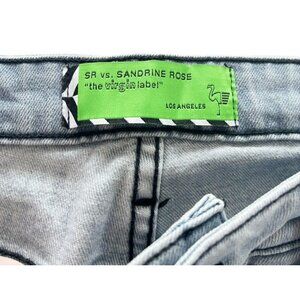 SR vs. SANDRINE ROSE
"the virgin label"
LOS ANGELES